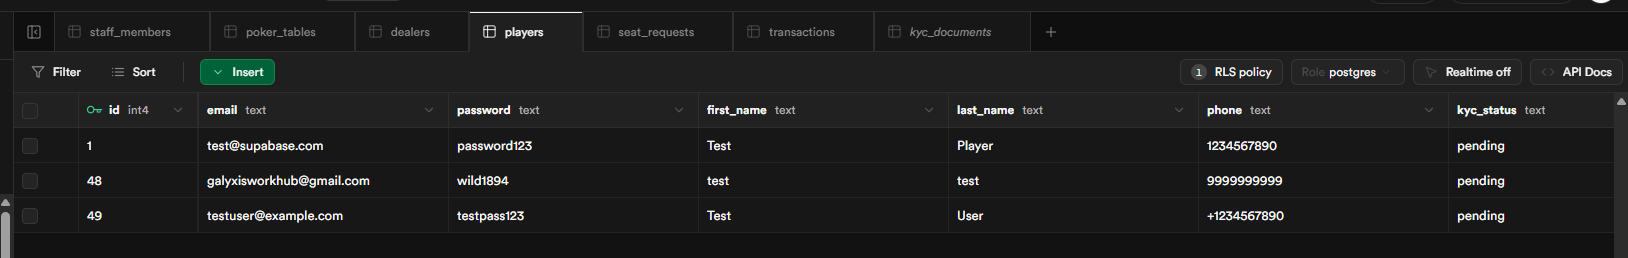 staff_members poker_tables dealers players seat_requests transactions kyc_documents
Filter Sort Insert 1 RLS policy Role postgres Realtime off API Docs
id int4 email text password text first_name text last_name text phone text kyc_status text
1 test@supabase.com password123 Test Player 1234567890 pending
48 galyxisworkhub@gmail.com wild1894 test test 9999999999 pending
49 testuser@example.com testpass123 Test User +1234567890 pending